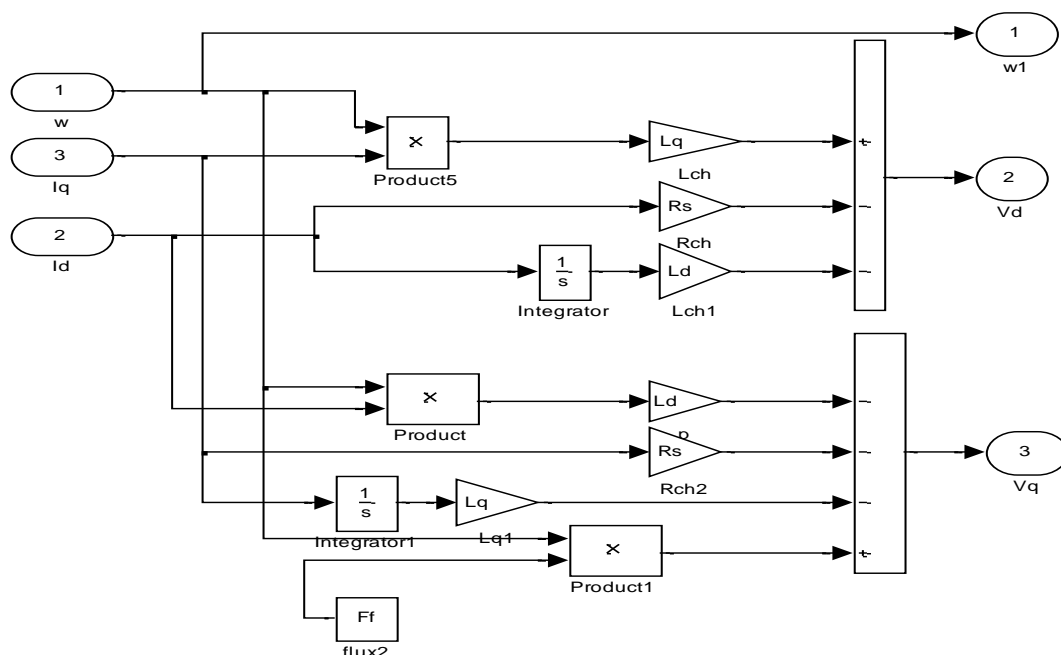 1
w1
1
w
3
Iq
2
Id
X
Product5
Lq
Lch
+
Rs
Rch
−
1
s
Integrator
Ld
Lch1
−
2
Vd
X
Product
Ld
p
−
Rs
Rch2
−
1
s
Integrator1
Lq
Lq1
−
X
Product1
+
3
Vq
Ff
flux2